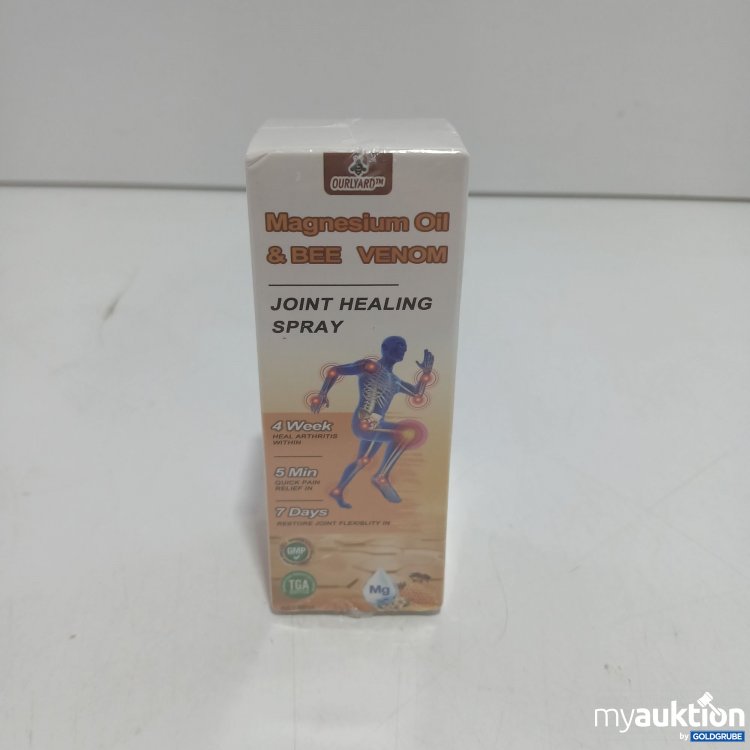 OURLYARD™
Magnesium Oil
& BEE VENOM
JOINT HEALING
SPRAY
4 Week
HEAL ARTHRITIS
WITHIN
5 Min
QUICK PAIN
RELIEF IN
7 Days
RESTORE JOINT FLEXIBLITY IN
GMP
TGA
Mg
myauktion
by GOLDGRUBE